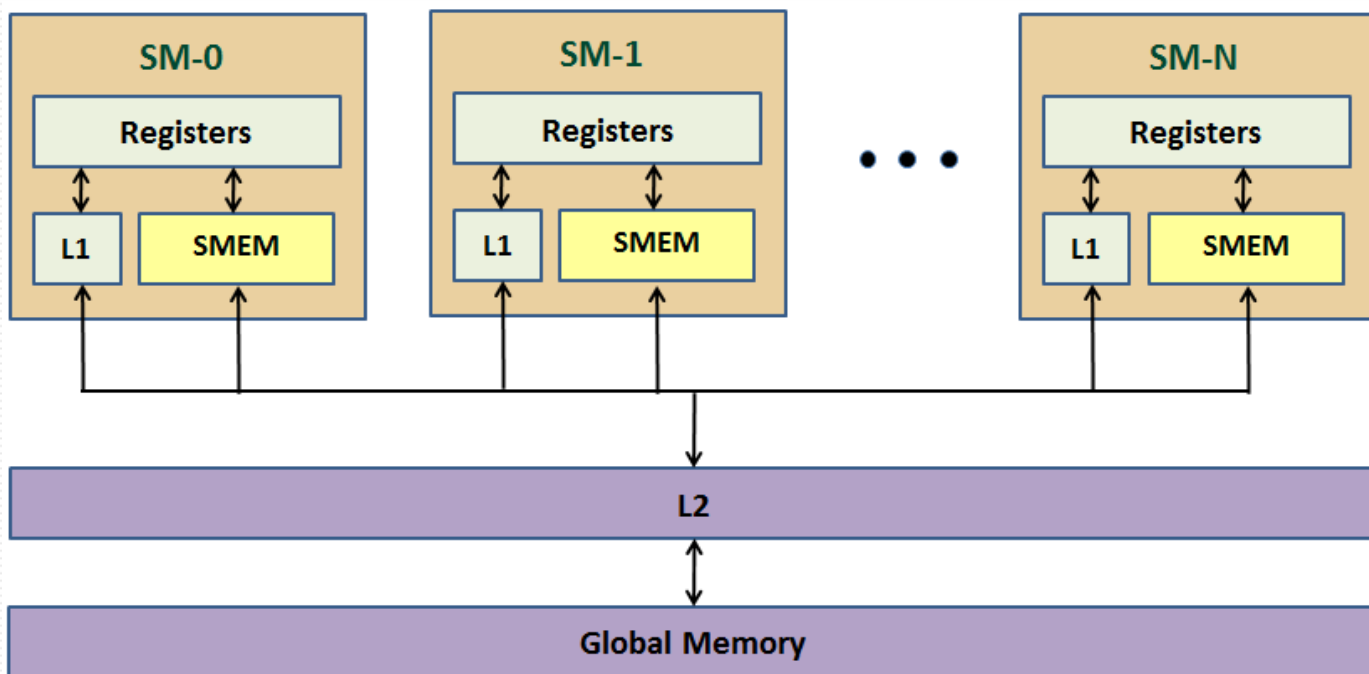 SM-0
Registers
L1
SMEM
SM-1
Registers
L1
SMEM
SM-N
Registers
L1
SMEM
L2
Global Memory